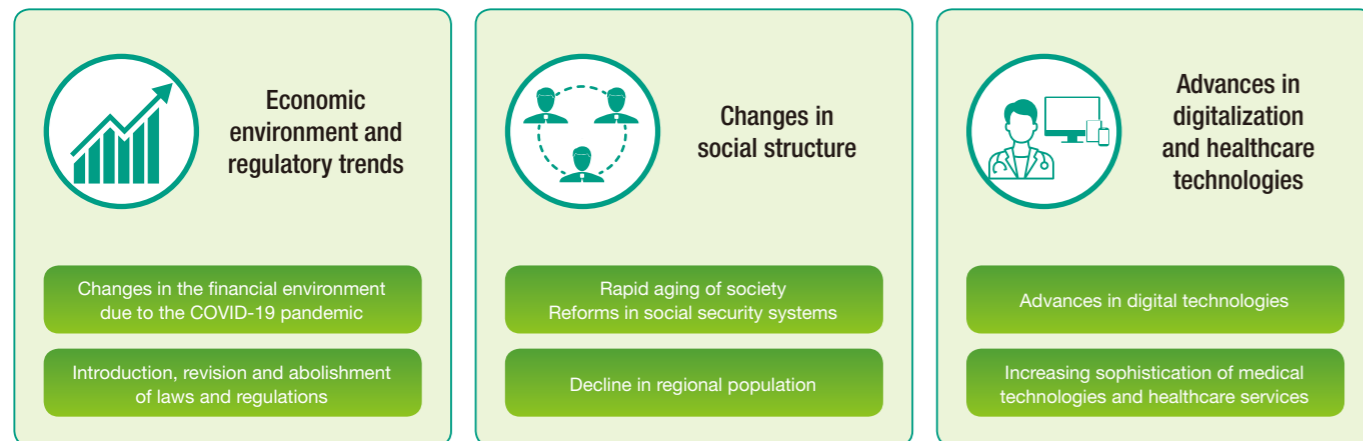 Economic
environment and
regulatory trends
Changes in the financial environment
due to the COVID-19 pandemic
Introduction, revision and abolishment
of laws and regulations
Changes in
social structure
Rapid aging of society
Reforms in social security systems
Decline in regional population
Advances in
digitalization
and healthcare
technologies
Advances in digital technologies
Increasing sophistication of medical
technologies and healthcare services